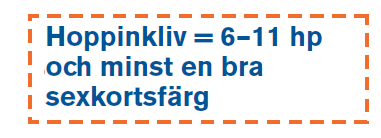 Hoppinkliv = 6–11 hp
och minst en bra
sexkortsfärg